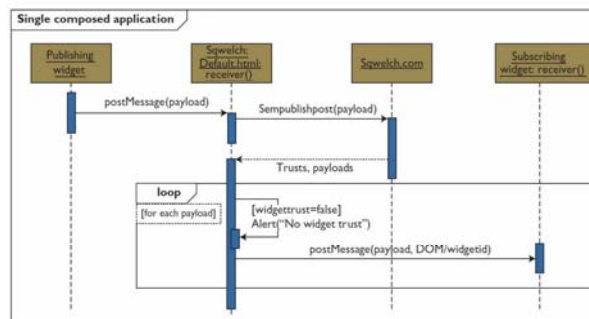 Single composed application
Publishing
widget
Sqwelch:
Default.html:
receiver()
Sqwelch.com
Subscribing
widget: receiver()
postMessage(payload)
Sempublishpost(payload)
Trusts, payloads
loop
[for each payload]
[widgettrust=false]
Alert("No widget trust")
postMessage(payload, DOM/widgetid)